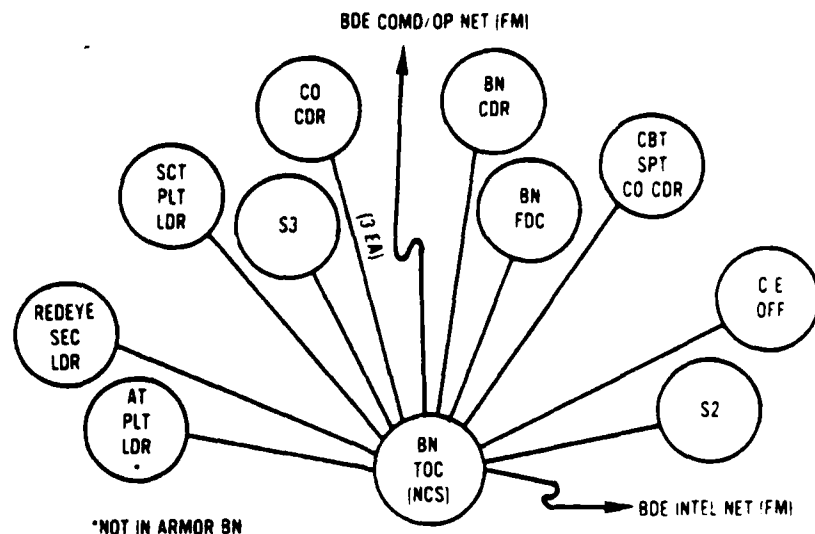 BDE COMD/OP NET (FM)
CO
CDR
BN
CDR
CBT
SPT
CO CDR
SCT
PLT
LDR
S3
(3 EA)
BN
FDC
C E
OFF
REDEYE
SEC
LDR
AT
PLT
LDR
*
S2
BN
TOC
(NCS)
BDE INTEL NET (FM)
*NOT IN ARMOR BN